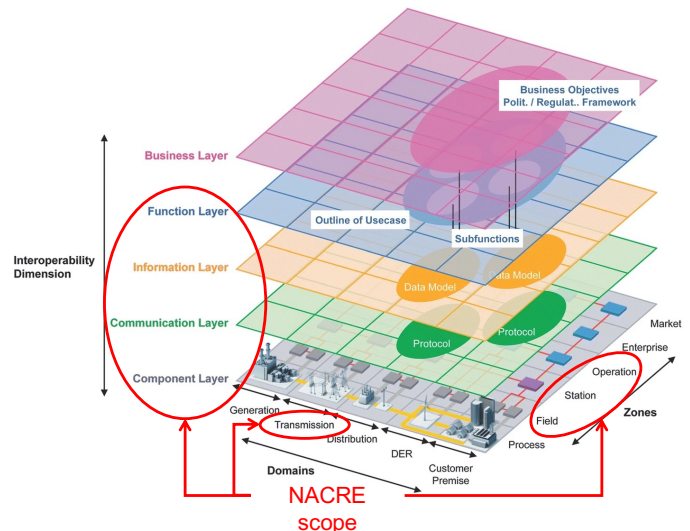 Business Objectives
Polit. / Regulat.. Framework
Business Layer
Function Layer
Outline of Usecase
Subfunctions
Interoperability
Dimension
Information Layer
Data Model
Data Model
Communication Layer
Protocol
Protocol
Market
Enterprise
Component Layer
Operation
Station
Zones
Generation
Field
Transmission
Distribution
Process
DER
Customer
Premise
Domains
NACRE
scope